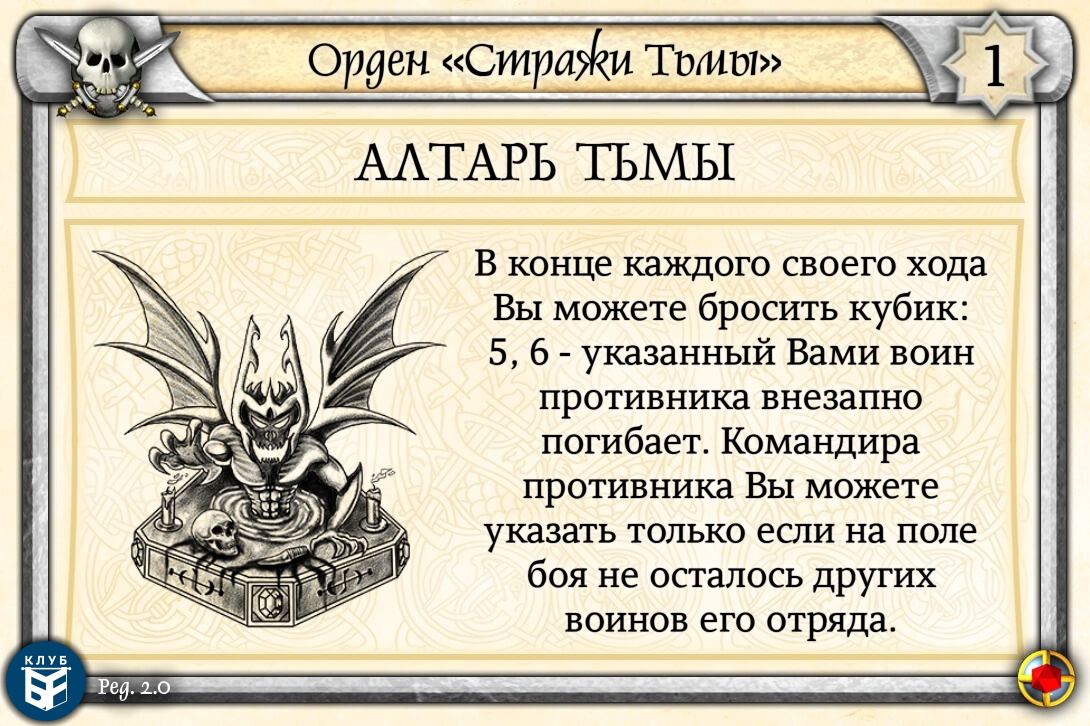 Орден «Стражи Тьмы»
1
АЛТАРЬ ТЬМЫ
В конце каждого своего хода
Вы можете бросить кубик:
5, 6 - указанный Вами воин
противника внезапно
погибает. Командира
противника Вы можете
указать только если на поле
боя не осталось других
воинов его отряда.
КЛУБ
Ред. 2.0